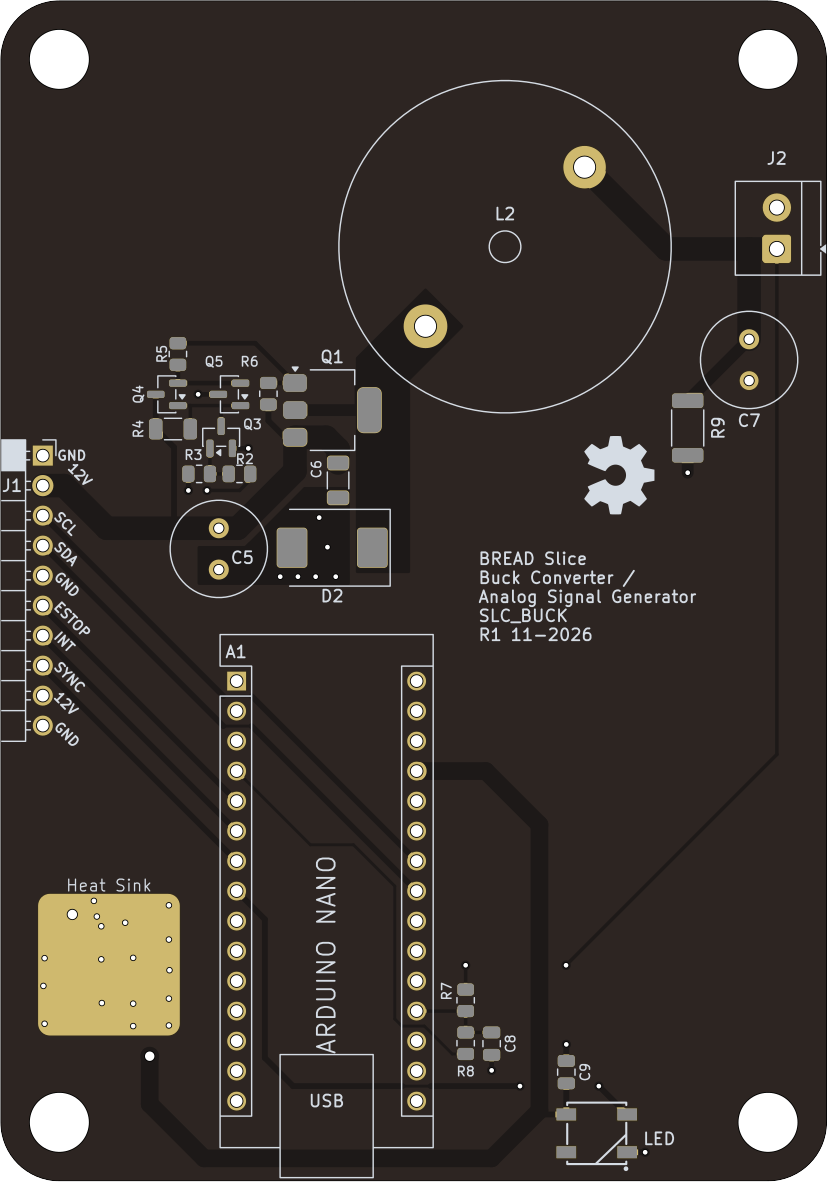 J2
L2
R5
Q5
R6
Q1
Q4
R4
Q3
C7
R9
R3
R2
C6
J1
GND
12V
SCL
SDA
GND
ESTOP
INT
SYNC
12V
GND
C5
D2
BREAD Slice
Buck Converter /
Analog Signal Generator
SLC_BUCK
R1 11-2026
A1
Heat Sink
ARDUINO NANO
R7
R8
C8
C9
USB
LED